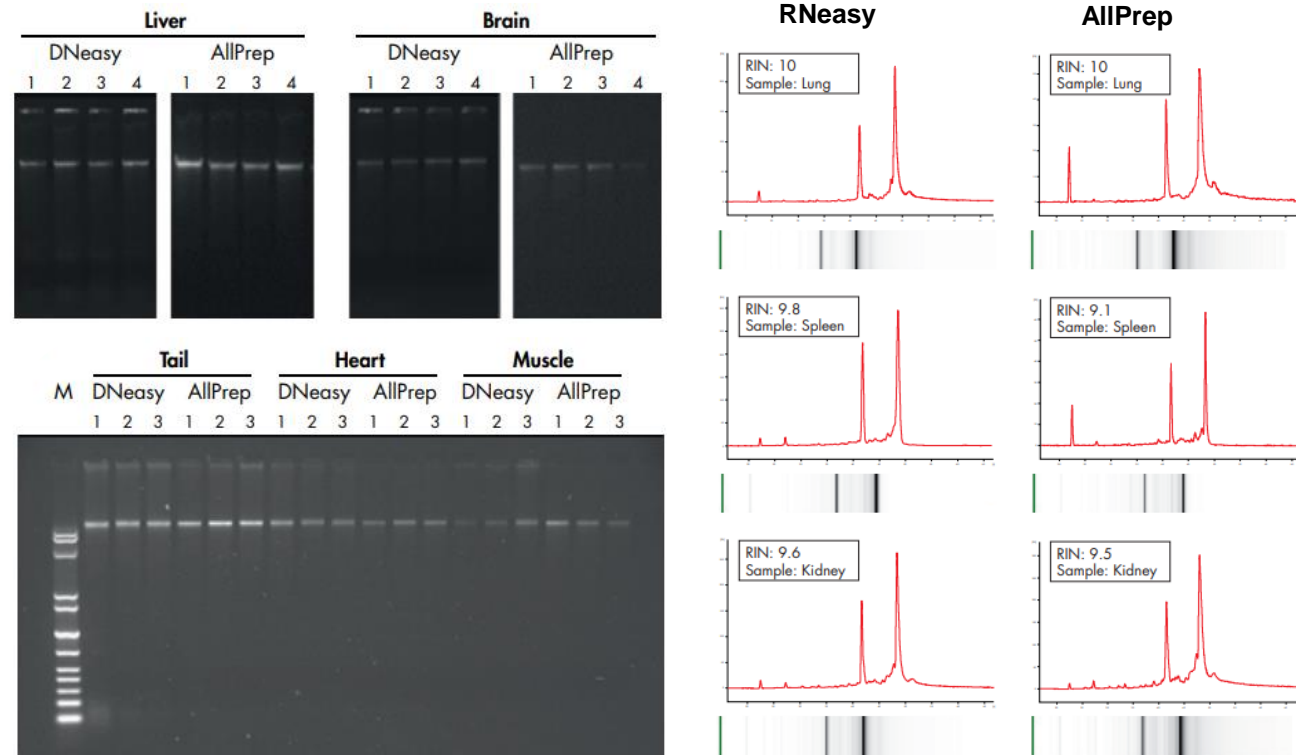 Liver
DNeasy AllPrep
1 2 3 4 1 2 3 4
Brain
DNeasy AllPrep
1 2 3 4 1 2 3 4
Tail Heart Muscle
M DNeasy AllPrep DNeasy AllPrep DNeasy AllPrep
1 2 3 1 2 3 1 2 3 1 2 3 1 2 3 1 2 3
RNeasy AllPrep
RIN: 10
Sample: Lung
RIN: 10
Sample: Lung
RIN: 9.8
Sample: Spleen
RIN: 9.1
Sample: Spleen
RIN: 9.6
Sample: Kidney
RIN: 9.5
Sample: Kidney